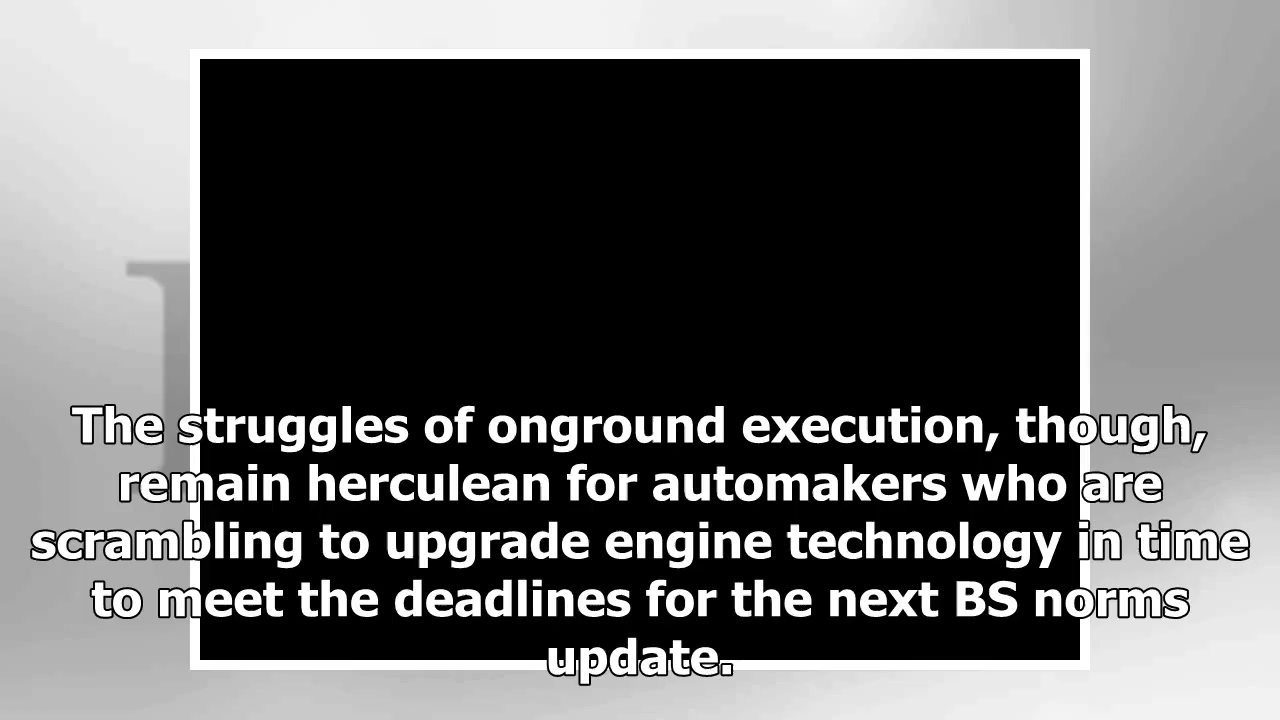 The struggles of onground execution, though,
remain herculean for automakers who are
scrambling to upgrade engine technology in time
to meet the deadlines for the next BS norms
update.